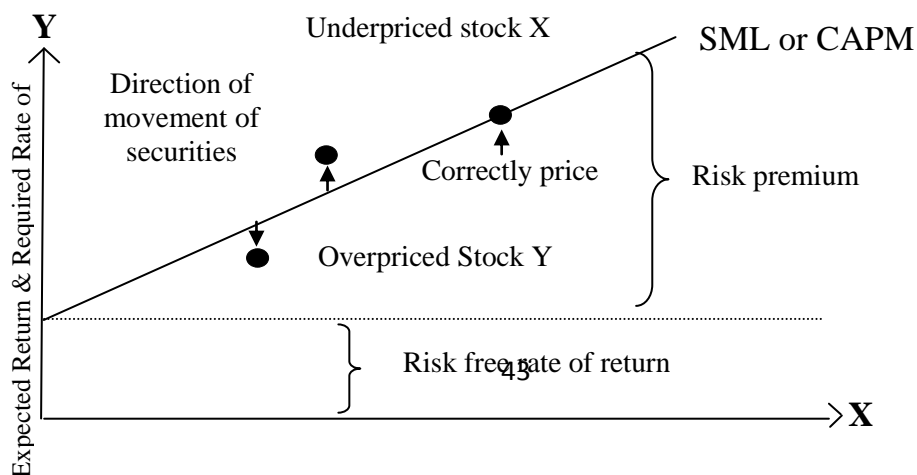 Y
Underpriced stock X
SML or CAPM
Direction of
movement of
securities
Correctly price
Risk premium
Overpriced Stock Y
Risk free rate of return
43
X
Expected Return & Required Rate of